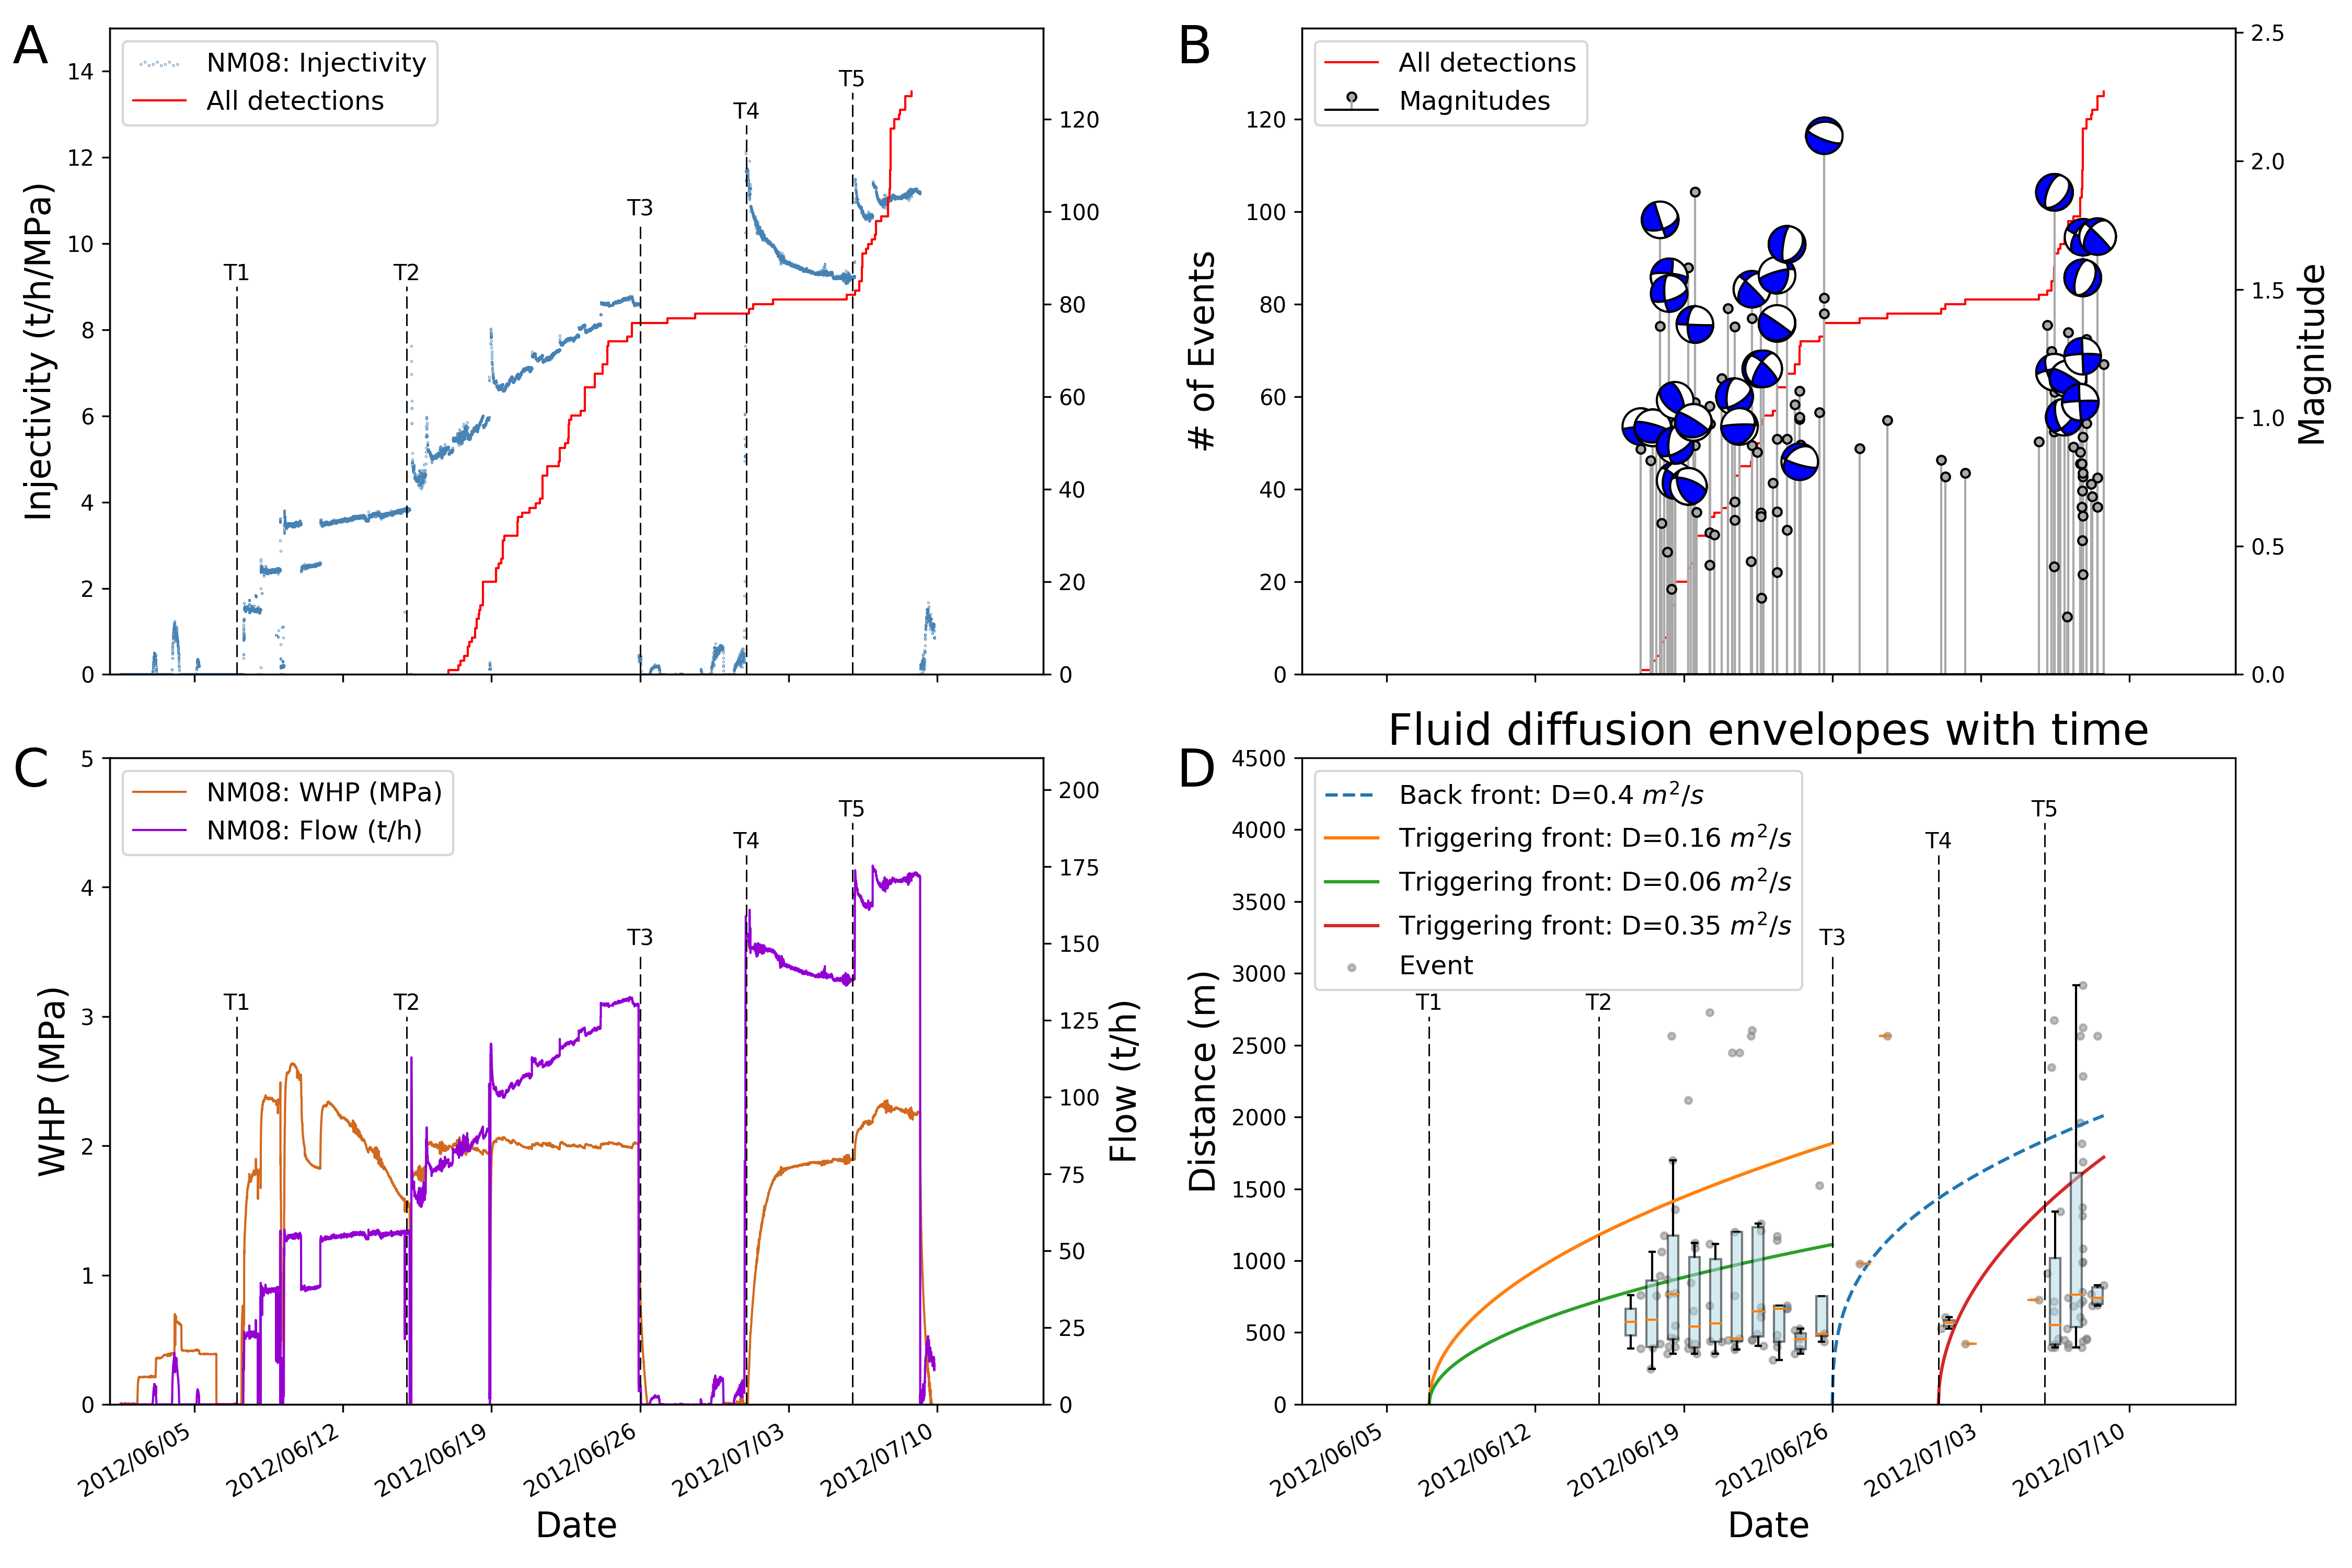 A
NM08: Injectivity
All detections
T1
T2
T3
T4
T5
Injectivity (t/h/MPa)
14
12
10
8
6
4
2
0
120
100
80
60
40
20
0
B
All detections
Magnitudes
# of Events
120
100
80
60
40
20
0
2.5
2.0
1.5
1.0
0.5
0.0
Magnitude
C
NM08: WHP (MPa)
NM08: Flow (t/h)
T1
T2
T3
T4
T5
WHP (MPa)
5
4
3
2
1
0
200
175
150
125
100
75
50
25
0
Flow (t/h)
2012/06/05
2012/06/12
2012/06/19
2012/06/26
2012/07/03
2012/07/10
Date
Fluid diffusion envelopes with time
D
Back front: D=0.4 m²/s
Triggering front: D=0.16 m²/s
Triggering front: D=0.06 m²/s
Triggering front: D=0.35 m²/s
Event
T1
T2
T3
T4
T5
Distance (m)
4500
4000
3500
3000
2500
2000
1500
1000
500
0
2012/06/05
2012/06/12
2012/06/19
2012/06/26
2012/07/03
2012/07/10
Date